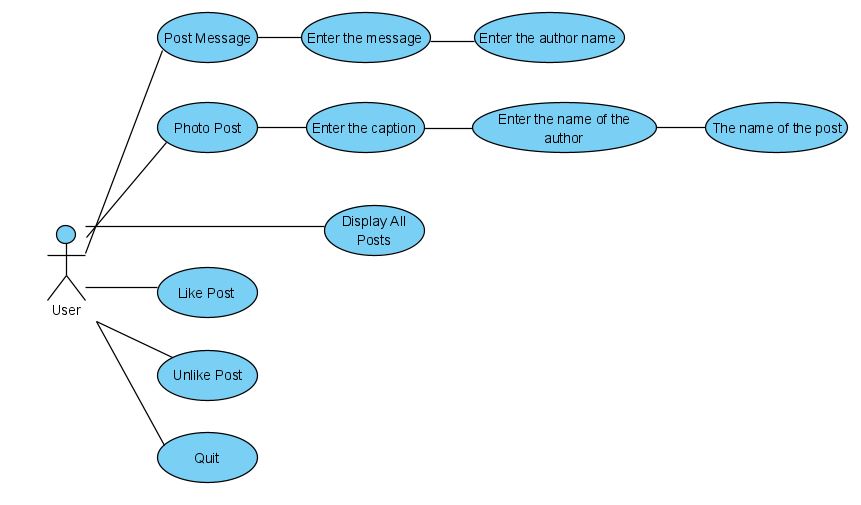 Post Message
Enter the message
Enter the author name
Photo Post
Enter the caption
Enter the name of the
author
The name of the post
Display All
Posts
Like Post
User
Unlike Post
Quit